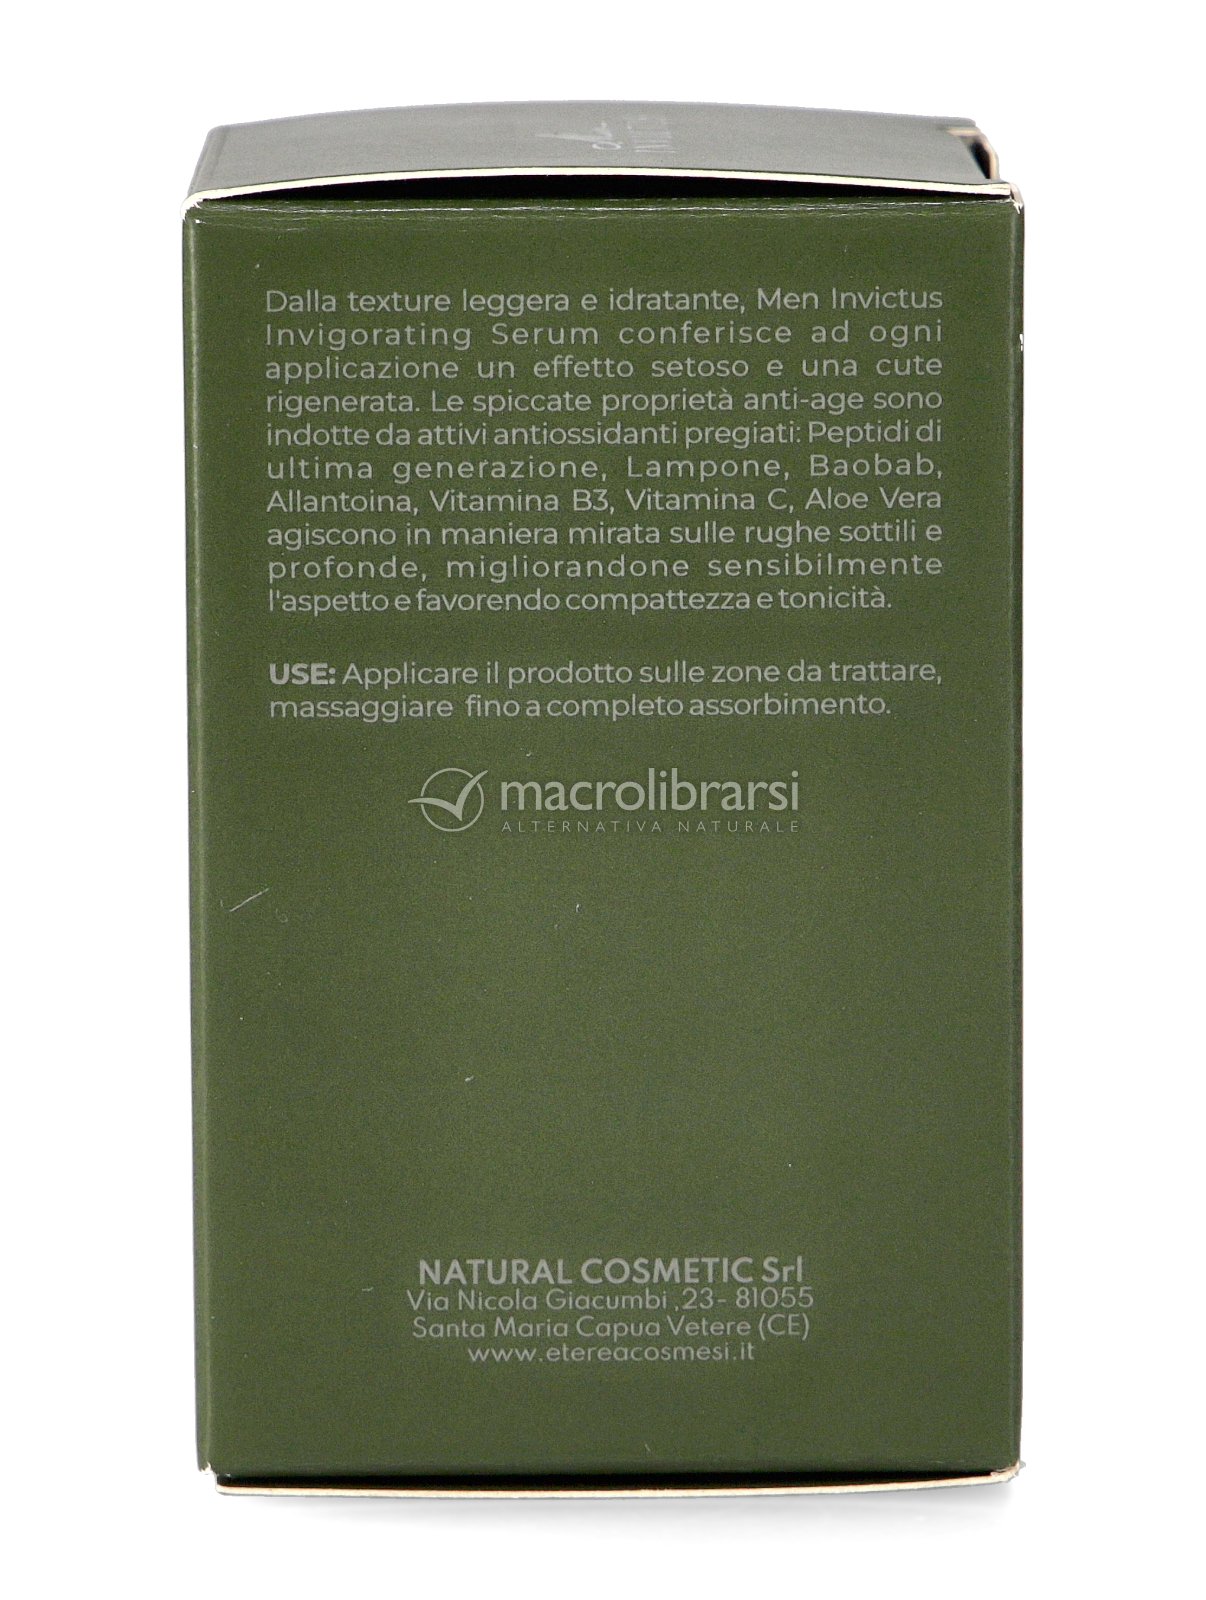 Dalla texture leggera e idratante, Men Invictus
Invigorating Serum conferisce ad ogni
applicazione un effetto setoso e una cute
rigenerata. Le spiccate proprietà anti-age sono
indotte da attivi antiossidanti pregiati: Peptidi di
ultima generazione, Lampone, Baobab,
Allantoina, Vitamina B3, Vitamina C, Aloe Vera
agiscono in maniera mirata sulle rughe sottili e
profonde, migliorandone sensibilmente
l'aspetto e favorendo compattezza e tonicità.
USE: Applicare il prodotto sulle zone da trattare,
massaggiare fino a completo assorbimento.
macrolibrarsi
ALTERNATIVA NATURALE
NATURAL COSMETIC Srl
Via Nicola Giacumbi ,23- 81055
Santa Maria Capua Vetere (CE)
www.etereacosmesi.it